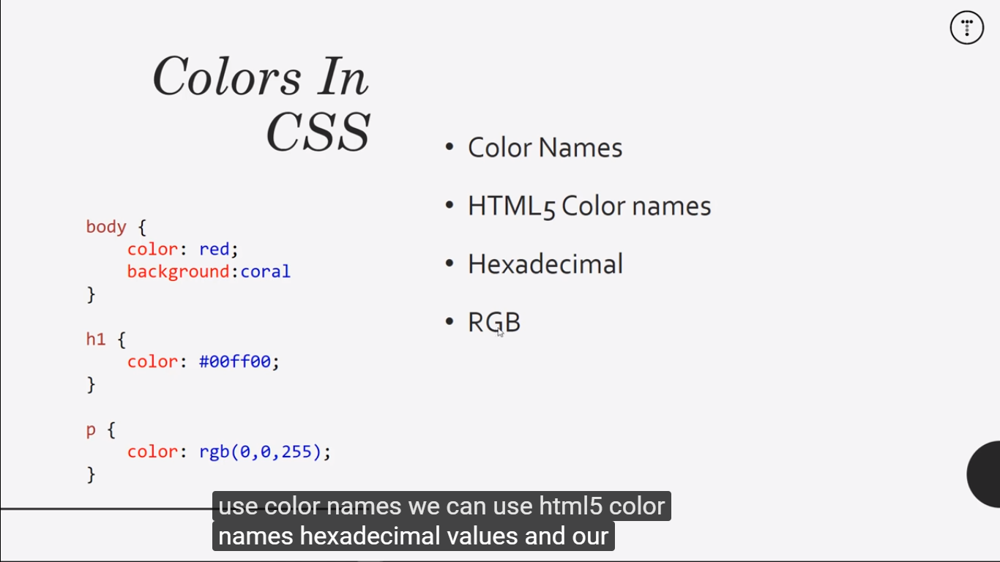 Colors In
CSS
body {
    color: red;
    background:coral
}
h1 {
    color: #00ff00;
}
p {
    color: rgb(0,0,255);
}
• Color Names
• HTML5 Color names
• Hexadecimal
• RGB
use color names we can use html5 color
names hexadecimal values and our